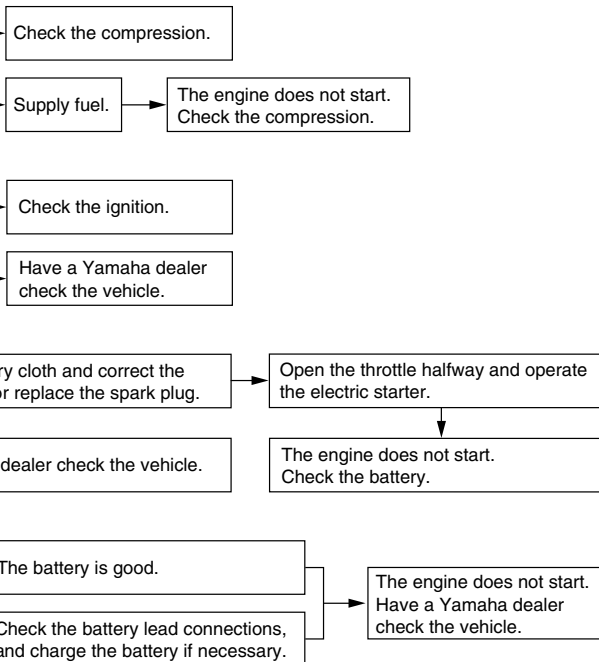 Check the compression.
Supply fuel.
The engine does not start.
Check the compression.
Check the ignition.
Have a Yamaha dealer
check the vehicle.
ry cloth and correct the
or replace the spark plug.
Open the throttle halfway and operate
the electric starter.
dealer check the vehicle.
The engine does not start.
Check the battery.
The battery is good.
Check the battery lead connections,
and charge the battery if necessary.
The engine does not start.
Have a Yamaha dealer
check the vehicle.